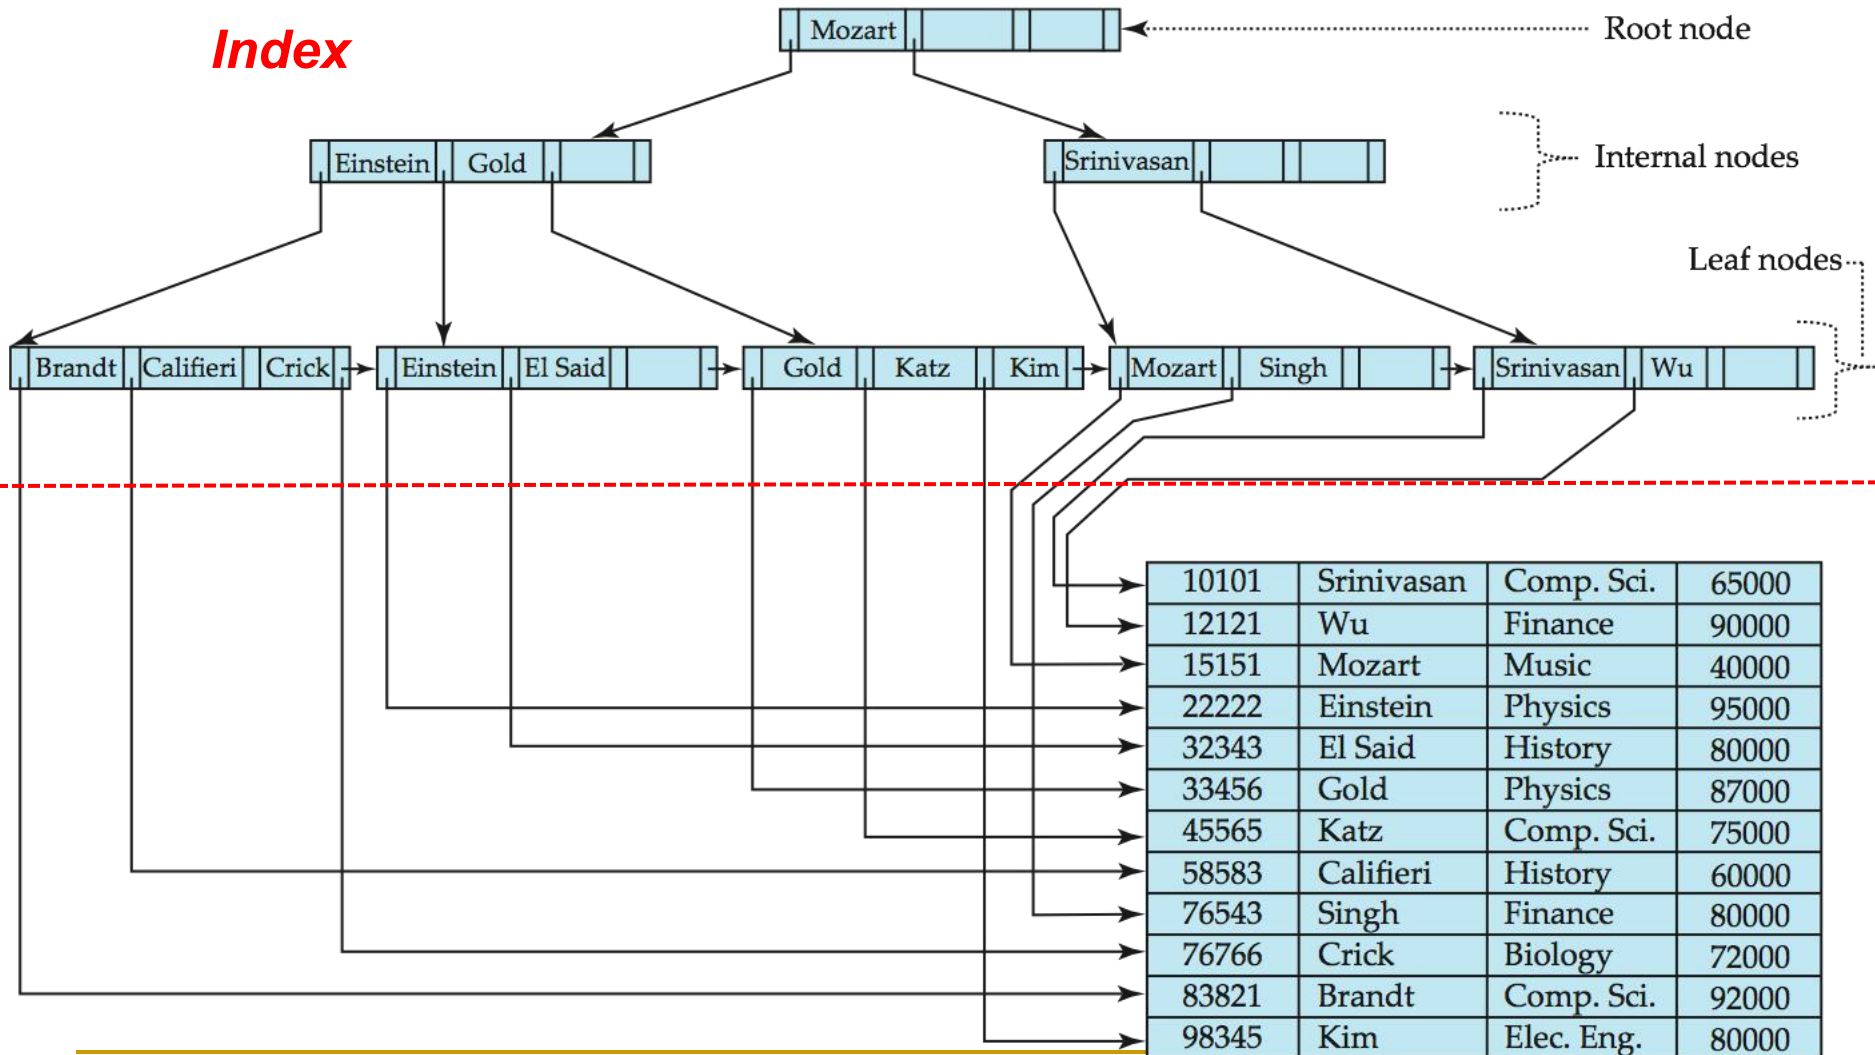 Index
Mozart
Root node
Einstein Gold
Srinivasan
Internal nodes
Leaf nodes
Brandt Califieri Crick
Einstein El Said
Gold Katz Kim
Mozart Singh
Srinivasan Wu
10101 Srinivasan Comp. Sci. 65000
12121 Wu Finance 90000
15151 Mozart Music 40000
22222 Einstein Physics 95000
32343 El Said History 80000
33456 Gold Physics 87000
45565 Katz Comp. Sci. 75000
58583 Califieri History 60000
76543 Singh Finance 80000
76766 Crick Biology 72000
83821 Brandt Comp. Sci. 92000
98345 Kim Elec. Eng. 80000